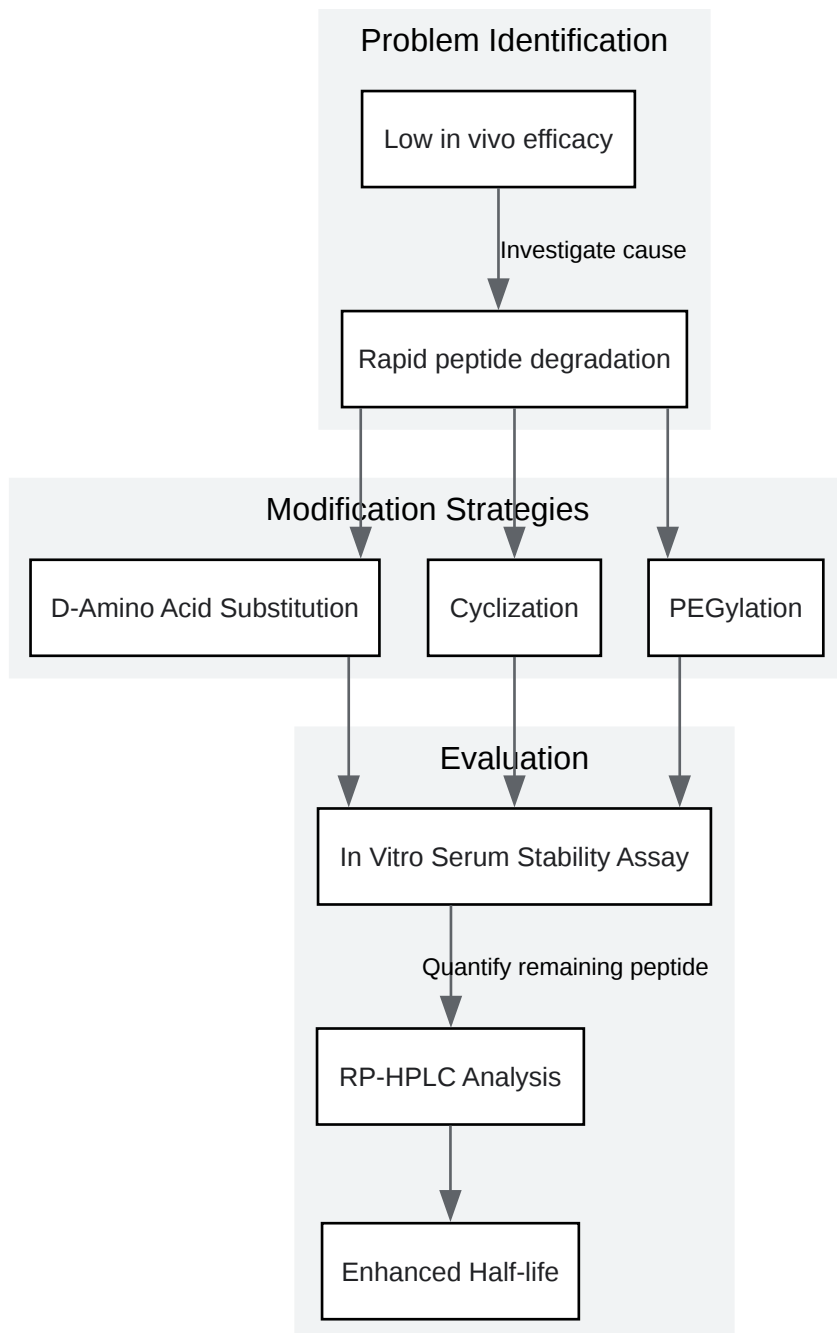 Problem Identification
Low in vivo efficacy
Investigate cause
Rapid peptide degradation
Modification Strategies
D-Amino Acid Substitution
Cyclization
PEGylation
Evaluation
In Vitro Serum Stability Assay
Quantify remaining peptide
RP-HPLC Analysis
Enhanced Half-life